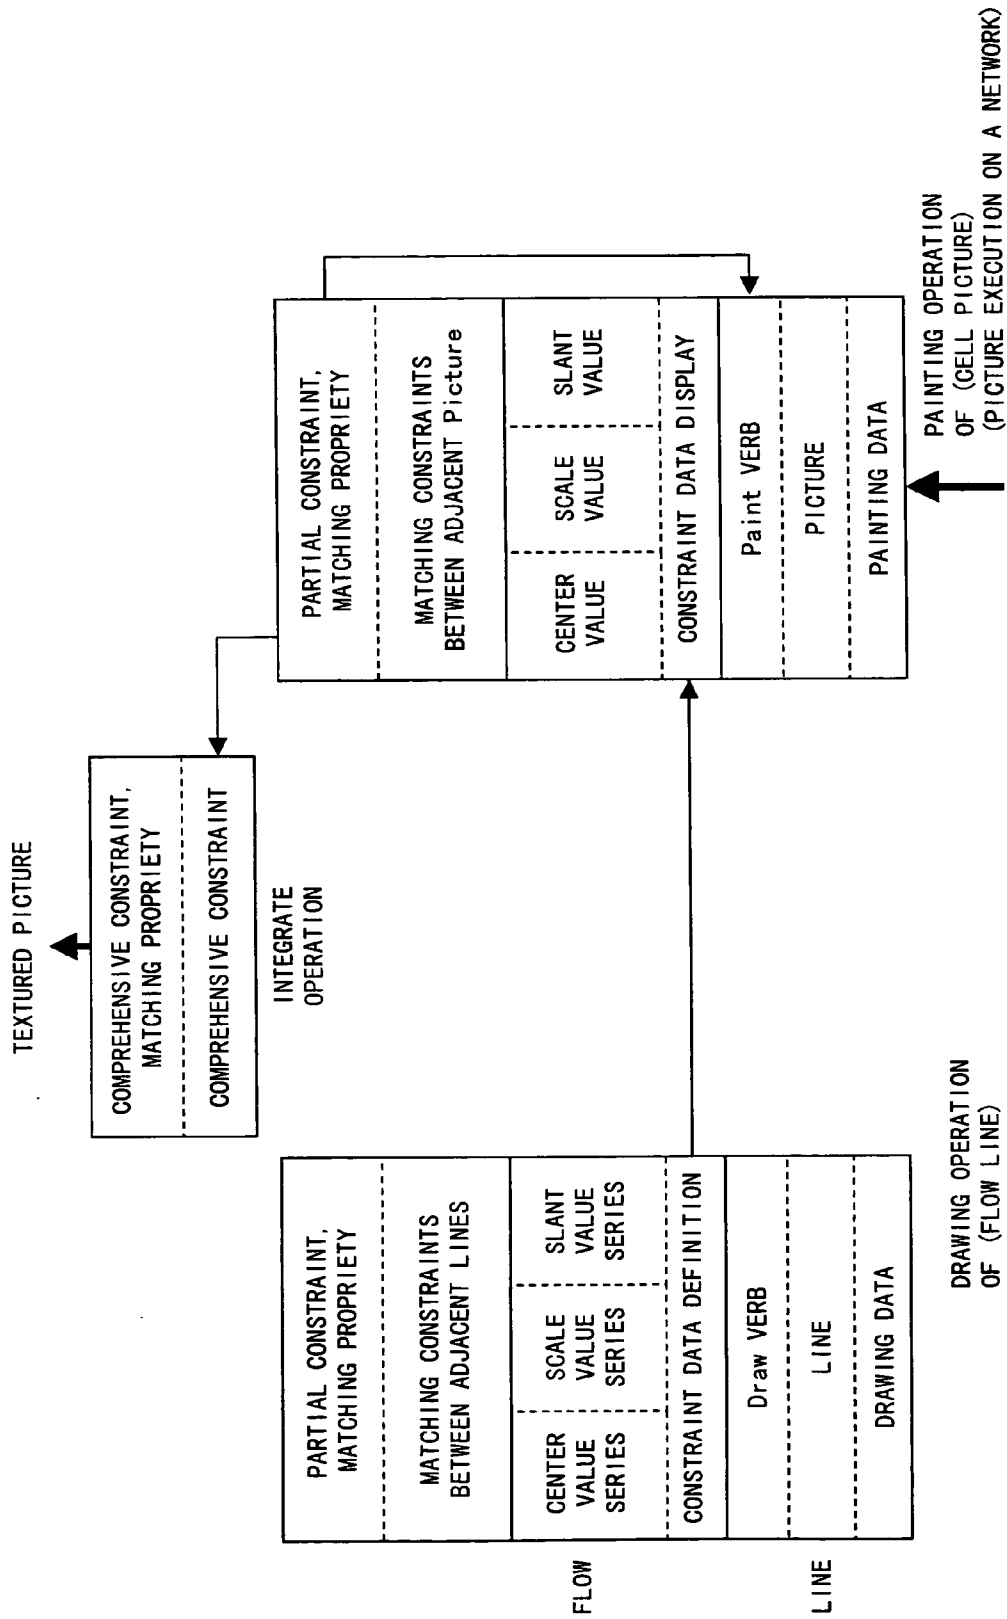 TEXTURED PICTURE
COMPREHENSIVE CONSTRAINT,
MATCHING PROPRIETY
COMPREHENSIVE CONSTRAINT
INTEGRATE
OPERATION
PARTIAL CONSTRAINT,
MATCHING PROPRIETY
MATCHING CONSTRAINTS
BETWEEN ADJACENT LINES
FLOW
CENTER
VALUE
SERIES
SCALE
VALUE
SERIES
SLANT
VALUE
SERIES
CONSTRAINT DATA DEFINITION
Draw VERB
LINE
LINE
DRAWING DATA
DRAWING OPERATION
OF (FLOW LINE)
PARTIAL CONSTRAINT,
MATCHING PROPRIETY
MATCHING CONSTRAINTS
BETWEEN ADJACENT Picture
CENTER
VALUE
SCALE
VALUE
SLANT
VALUE
CONSTRAINT DATA DISPLAY
Paint VERB
PICTURE
PAINTING DATA
PAINTING OPERATION
OF (CELL PICTURE)
(PICTURE EXECUTION ON A NETWORK)